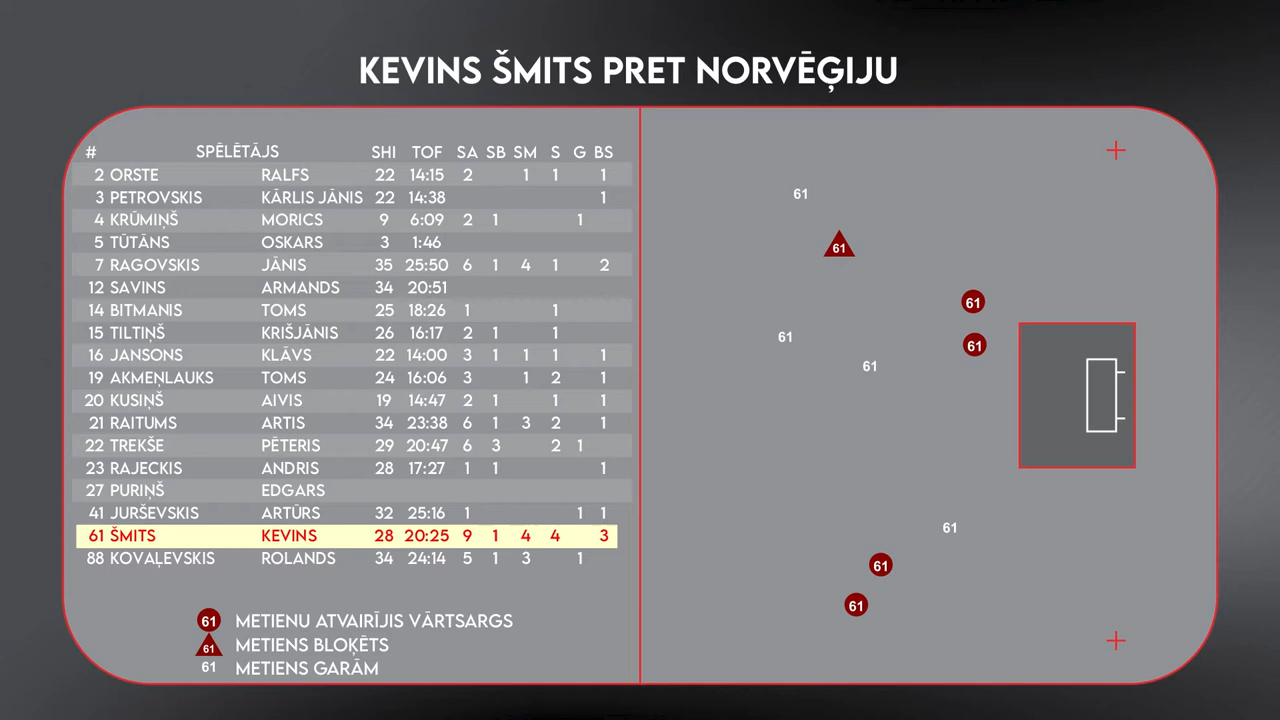 KEVINS ŠMITS PRET NORVĒĢIJU
# SPĒLĒTĀJS SHI TOF SA SB SM S G BS
2 ORSTE RALFS 22 14:15 2 1 1 1
3 PETROVSKIS KĀRLIS JĀNIS 22 14:38 1
4 KRŪMIŅŠ MORICS 9 6:09 2 1 1
5 TŪTĀNS OSKARS 3 1:46
7 RAGOVSKIS JĀNIS 35 25:50 6 1 4 1 2
12 SAVINS ARMANDS 34 20:51
14 BITMANIS TOMS 25 18:26 1 1
15 TILTIŅŠ KRIŠJĀNIS 26 16:17 2 1 1
16 JANSONS KLĀVS 22 14:00 3 1 1 1 1
19 AKMEŅLAUKS TOMS 24 16:06 3 1 2 1
20 KUSIŅŠ AIVIS 19 14:47 2 1 1 1
21 RAITUMS ARTIS 34 23:38 6 1 3 2 1
22 TREKŠE PĒTERIS 29 20:47 6 3 2 1
23 RAJECKIS ANDRIS 28 17:27 1 1 1
27 PURIŅŠ EDGARS
41 JURŠEVSKIS ARTŪRS 32 25:16 1 1 1
61 ŠMITS KEVINS 28 20:25 9 1 4 4 3
88 KOVAĻEVSKIS ROLANDS 34 24:14 5 1 3 1
61 METIENU ATVAIRĪJIS VĀRTSARGS
61 METIENS BLOĶĒTS
61 METIENS GARĀM
61
61
61
61
61
61
61
61
61